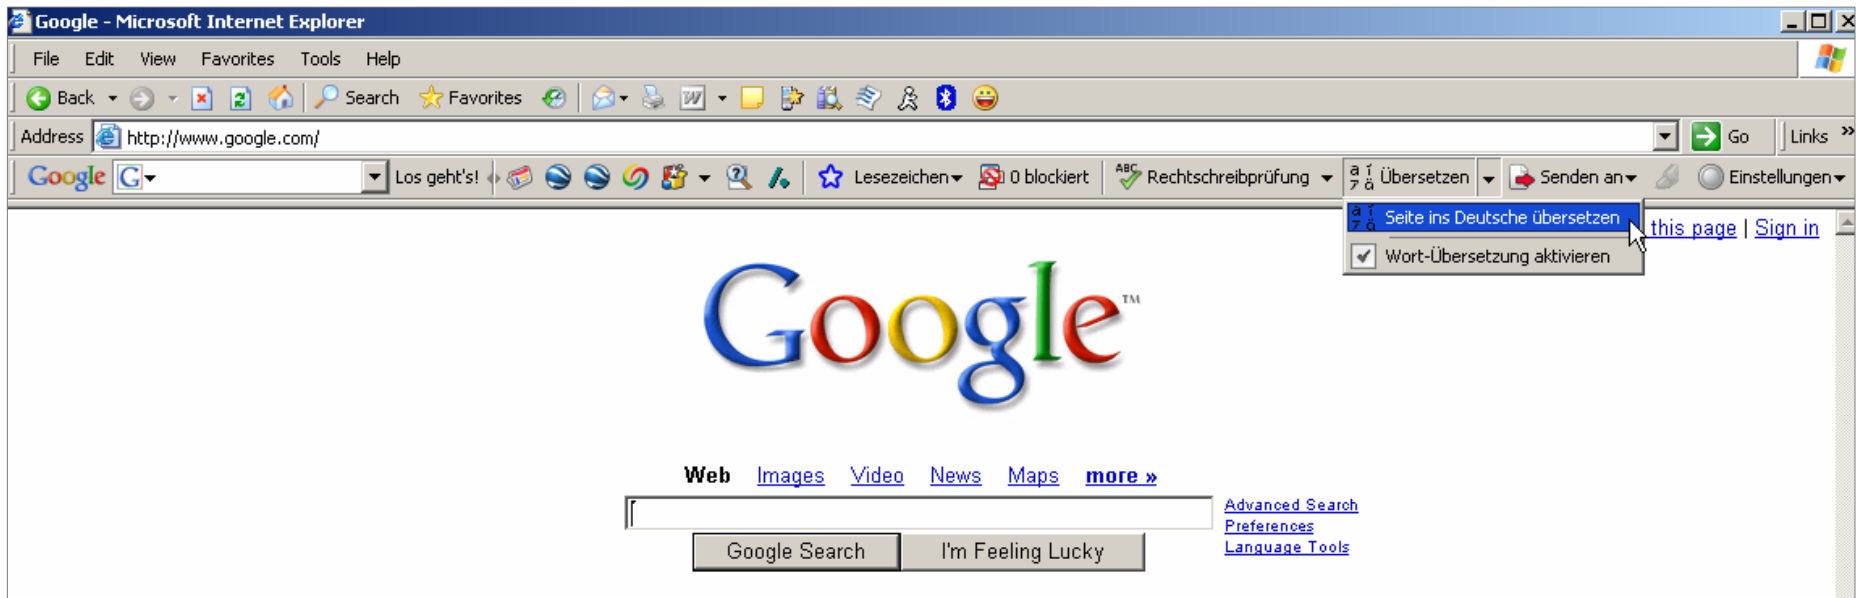 Google - Microsoft Internet Explorer
File Edit View Favorites Tools Help
Back Search Favorites
Address http://www.google.com/ Go Links »
Google G Los geht's! Lesezeichen 0 blockiert ABC Rechtschreibprüfung Übersetzen Senden an Einstellungen
Seite ins Deutsche übersetzen
this page | Sign in
Wort-Übersetzung aktivieren
Google™
Web Images Video News Maps more »
Advanced Search
Preferences
Language Tools
Google Search I'm Feeling Lucky